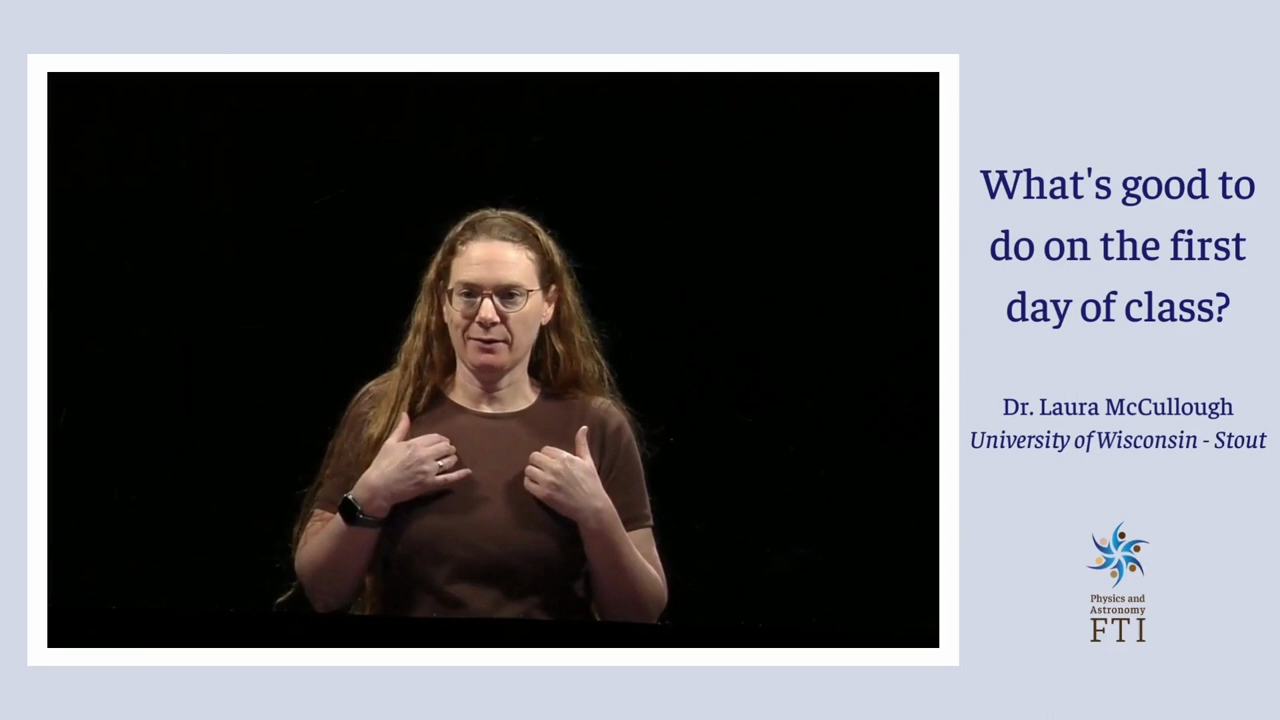 What's good to
do on the first
day of class?
Dr. Laura McCullough
University of Wisconsin - Stout
Physics and
Astronomy
FTI